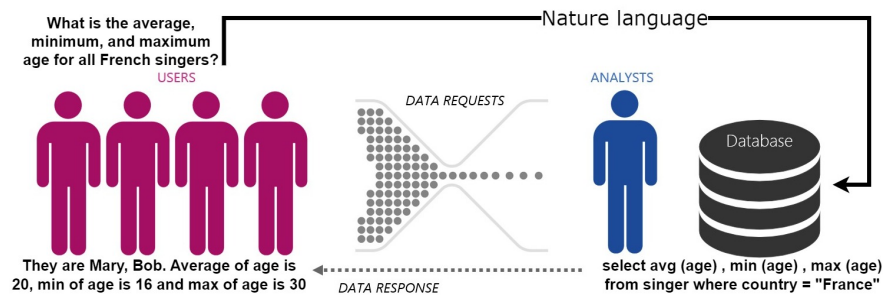 What is the average,
minimum, and maximum
age for all French singers?
Nature language
USERS
ANALYSTS
DATA REQUESTS
Database
They are Mary, Bob. Average of age is
20, min of age is 16 and max of age is 30
DATA RESPONSE
select avg (age) , min (age) , max (age)
from singer where country = "France"